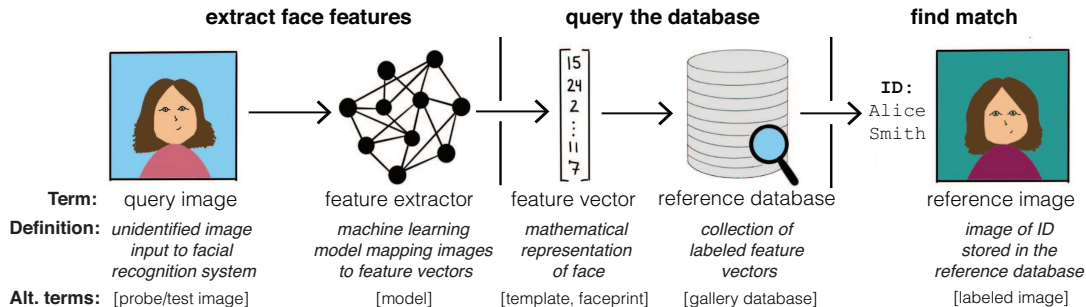 extract face features
query the database
find match
15
24
2
⋮
11
7
ID:
Alice
Smith
Term:
query image
feature extractor
feature vector
reference database
reference image
Definition:
unidentified image
input to facial
recognition system
machine learning
model mapping images
to feature vectors
mathematical
representation
of face
collection of
labeled feature
vectors
image of ID
stored in the
reference database
Alt. terms:
[probe/test image]
[model]
[template, faceprint]
[gallery database]
[labeled image]